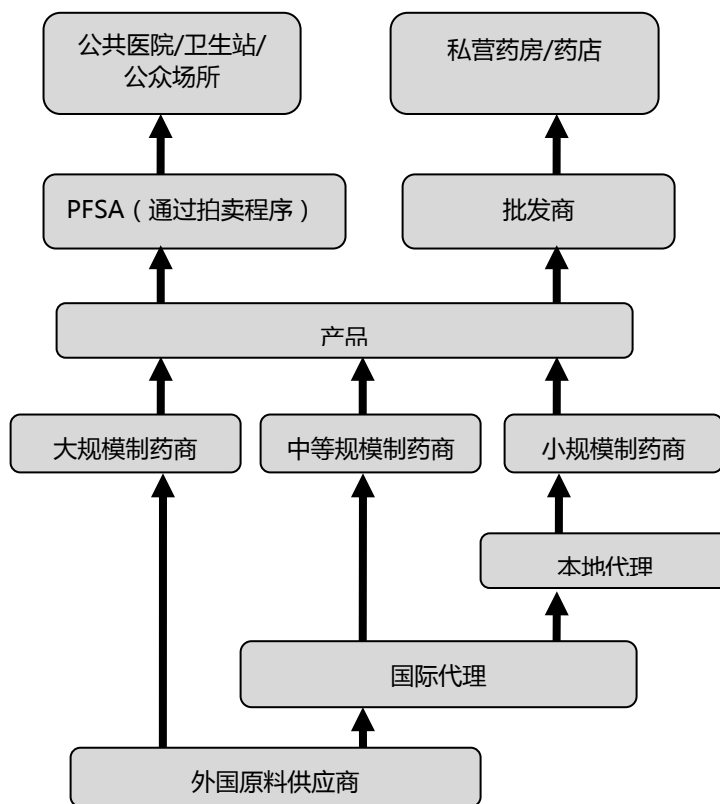 公共医院/卫生站/
公众场所
私营药房/药店
PFSA（通过拍卖程序）
批发商
产品
大规模制药商
中等规模制药商
小规模制药商
本地代理
国际代理
外国原料供应商